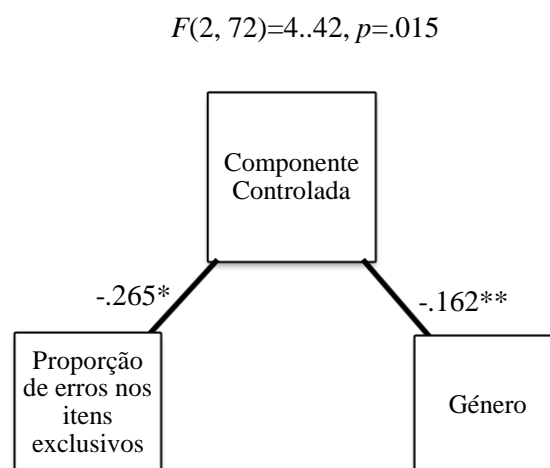 F(2, 72)=4..42, p=.015
Componente
Controlada
-.265*
-.162**
Proporção
de erros nos
itens
exclusivos
Género